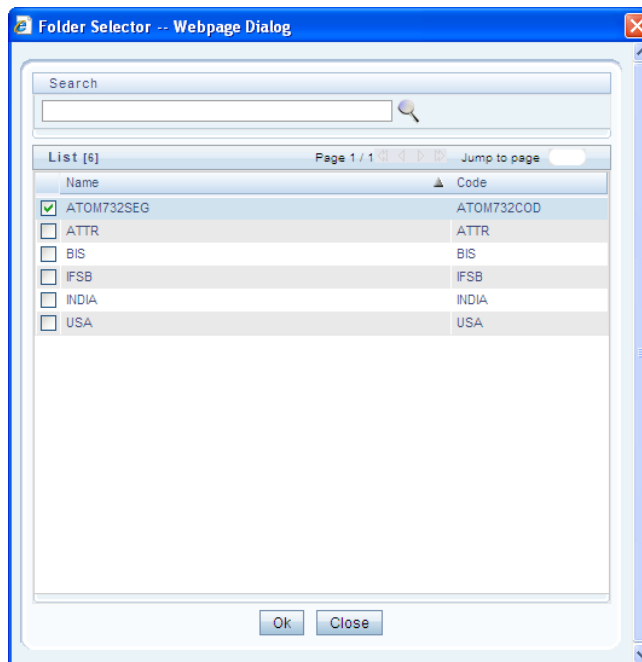 Folder Selector -- Webpage Dialog
Search
List [6] Page 1 / 1 Jump to page
Name Code
ATOM732SEG ATOM732COD
ATTR ATTR
BIS BIS
IFSB IFSB
INDIA INDIA
USA USA
Ok Close